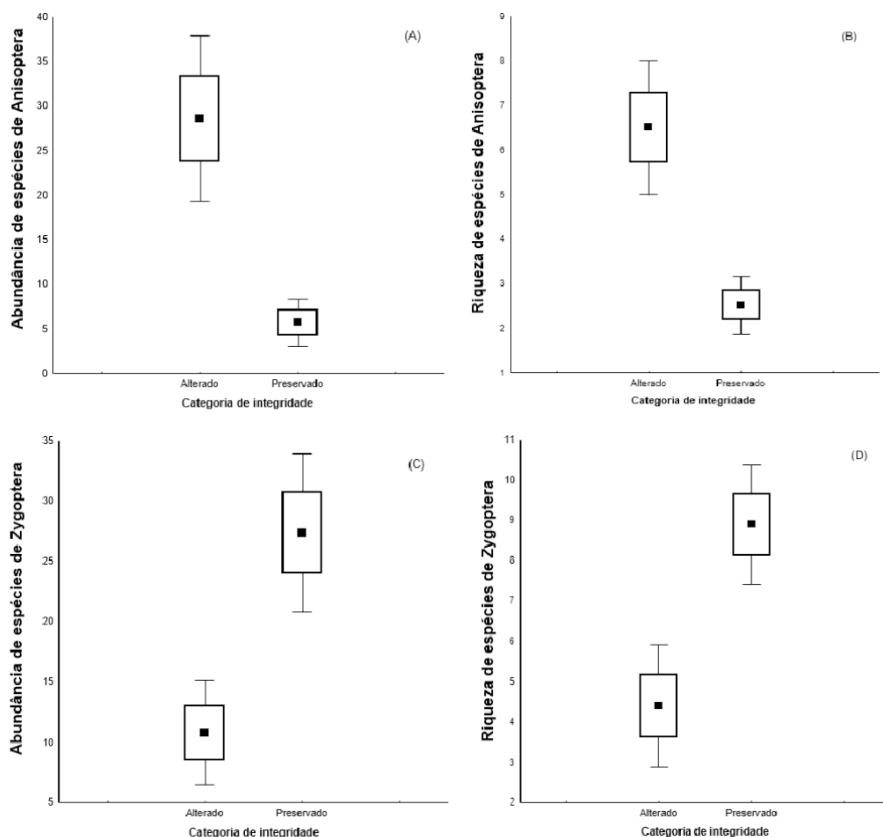 (A)
Abundância de espécies de Anisoptera
40
35
30
25
20
15
10
5
0
Alterado Preservado
Categoria de integridade
(B)
Riqueza de espécies de Anisoptera
9
8
7
6
5
4
3
2
1
Alterado Preservado
Categoria de integridade
(C)
Abundância de espécies de Zygoptera
35
30
25
20
15
10
5
Alterado Preservado
Categoria de integridade
(D)
Riqueza de espécies de Zygoptera
11
10
9
8
7
6
5
4
3
2
Alterado Preservado
Categoria de integridade